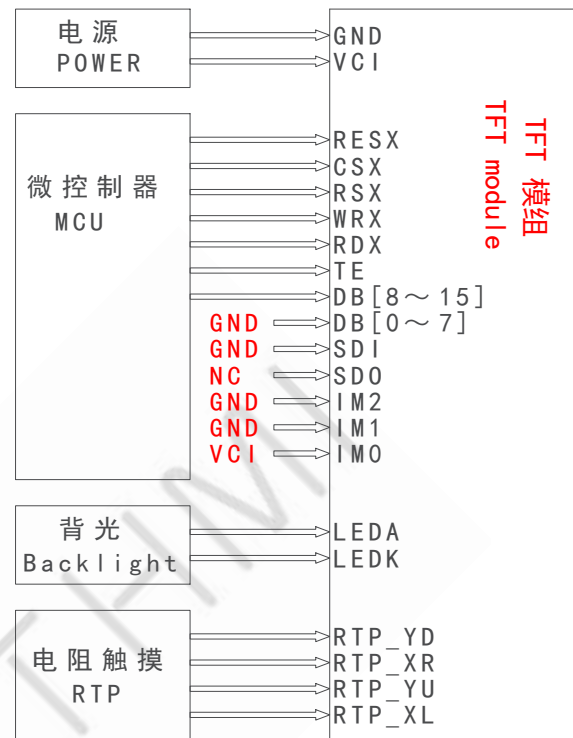 电源
POWER
GND
VCI
TFT 模组
TFT module
微控制器
MCU
RESX
CSX
RSX
WRX
RDX
TE
DB[8～15]
GND DB[0～7]
GND SDI
NC SDO
GND IM2
GND IM1
VCI IM0
背光
Backlight
LEDA
LEDK
电阻触摸
RTP
RTP_YD
RTP_XR
RTP_YU
RTP_XL
THMI